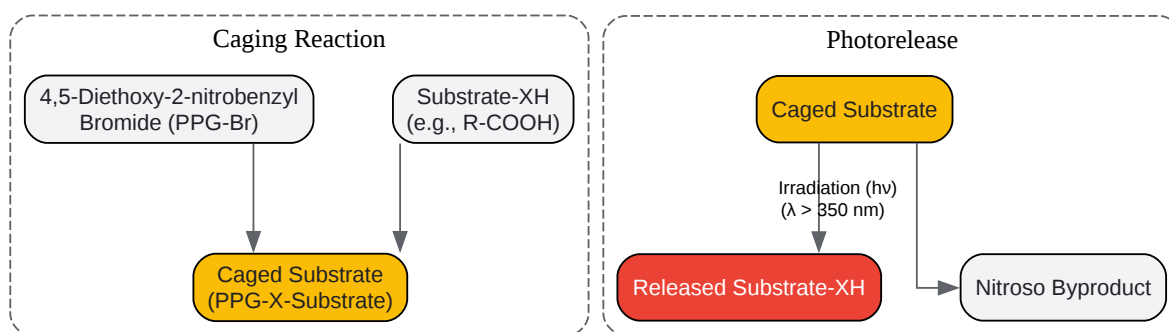 Caging Reaction
4,5-Diethoxy-2-nitrobenzyl
Bromide (PPG-Br)
Substrate-XH
(e.g., R-COOH)
Caged Substrate
(PPG-X-Substrate)
Photorelease
Caged Substrate
Irradiation (hν)
(λ > 350 nm)
Released Substrate-XH
Nitroso Byproduct